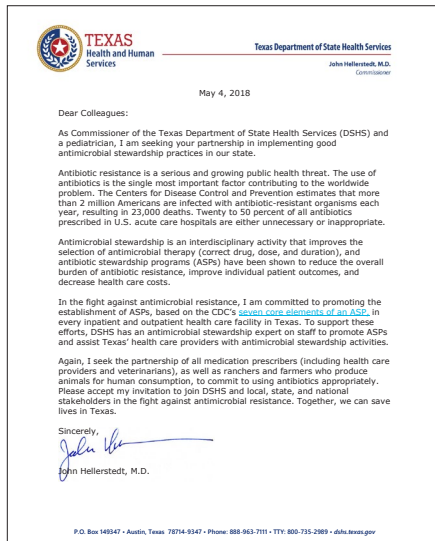 TEXAS
Health and Human
Services
Texas Department of State Health Services
John Hellerstedt, M.D.
Commissioner
May 4, 2018
Dear Colleagues:
As Commissioner of the Texas Department of State Health Services (DSHS) and
a pediatrician, I am seeking your partnership in implementing good
antimicrobial stewardship practices in our state.
Antibiotic resistance is a serious and growing public health threat. The use of
antibiotics is the single most important factor contributing to the worldwide
problem. The Centers for Disease Control and Prevention estimates that more
than 2 million Americans are infected with antibiotic-resistant organisms each
year, resulting in 23,000 deaths. Twenty to 50 percent of all antibiotics
prescribed in U.S. acute care hospitals are either unnecessary or inappropriate.
Antimicrobial stewardship is an interdisciplinary activity that improves the
selection of antimicrobial therapy (correct drug, dose, and duration), and
antibiotic stewardship programs (ASPs) have been shown to reduce the overall
burden of antibiotic resistance, improve individual patient outcomes, and
decrease health care costs.
In the fight against antimicrobial resistance, I am committed to promoting the
establishment of ASPs, based on the CDC's seven core elements of an ASP, in
every inpatient and outpatient health care facility in Texas. To support these
efforts, DSHS has an antimicrobial stewardship expert on staff to promote ASPs
and assist Texas' health care providers with antimicrobial stewardship activities.
Again, I seek the partnership of all medication prescribers (including health care
providers and veterinarians), as well as ranchers and farmers who produce
animals for human consumption, to commit to using antibiotics appropriately.
Please accept my invitation to join DSHS and local, state, and national
stakeholders in the fight against antimicrobial resistance. Together, we can save
lives in Texas.
Sincerely,
John Hellerstedt, M.D.
P.O. Box 149347 • Austin, Texas 78714-9347 • Phone: 888-963-7111 • TTY: 800-735-2989 • dshs.texas.gov